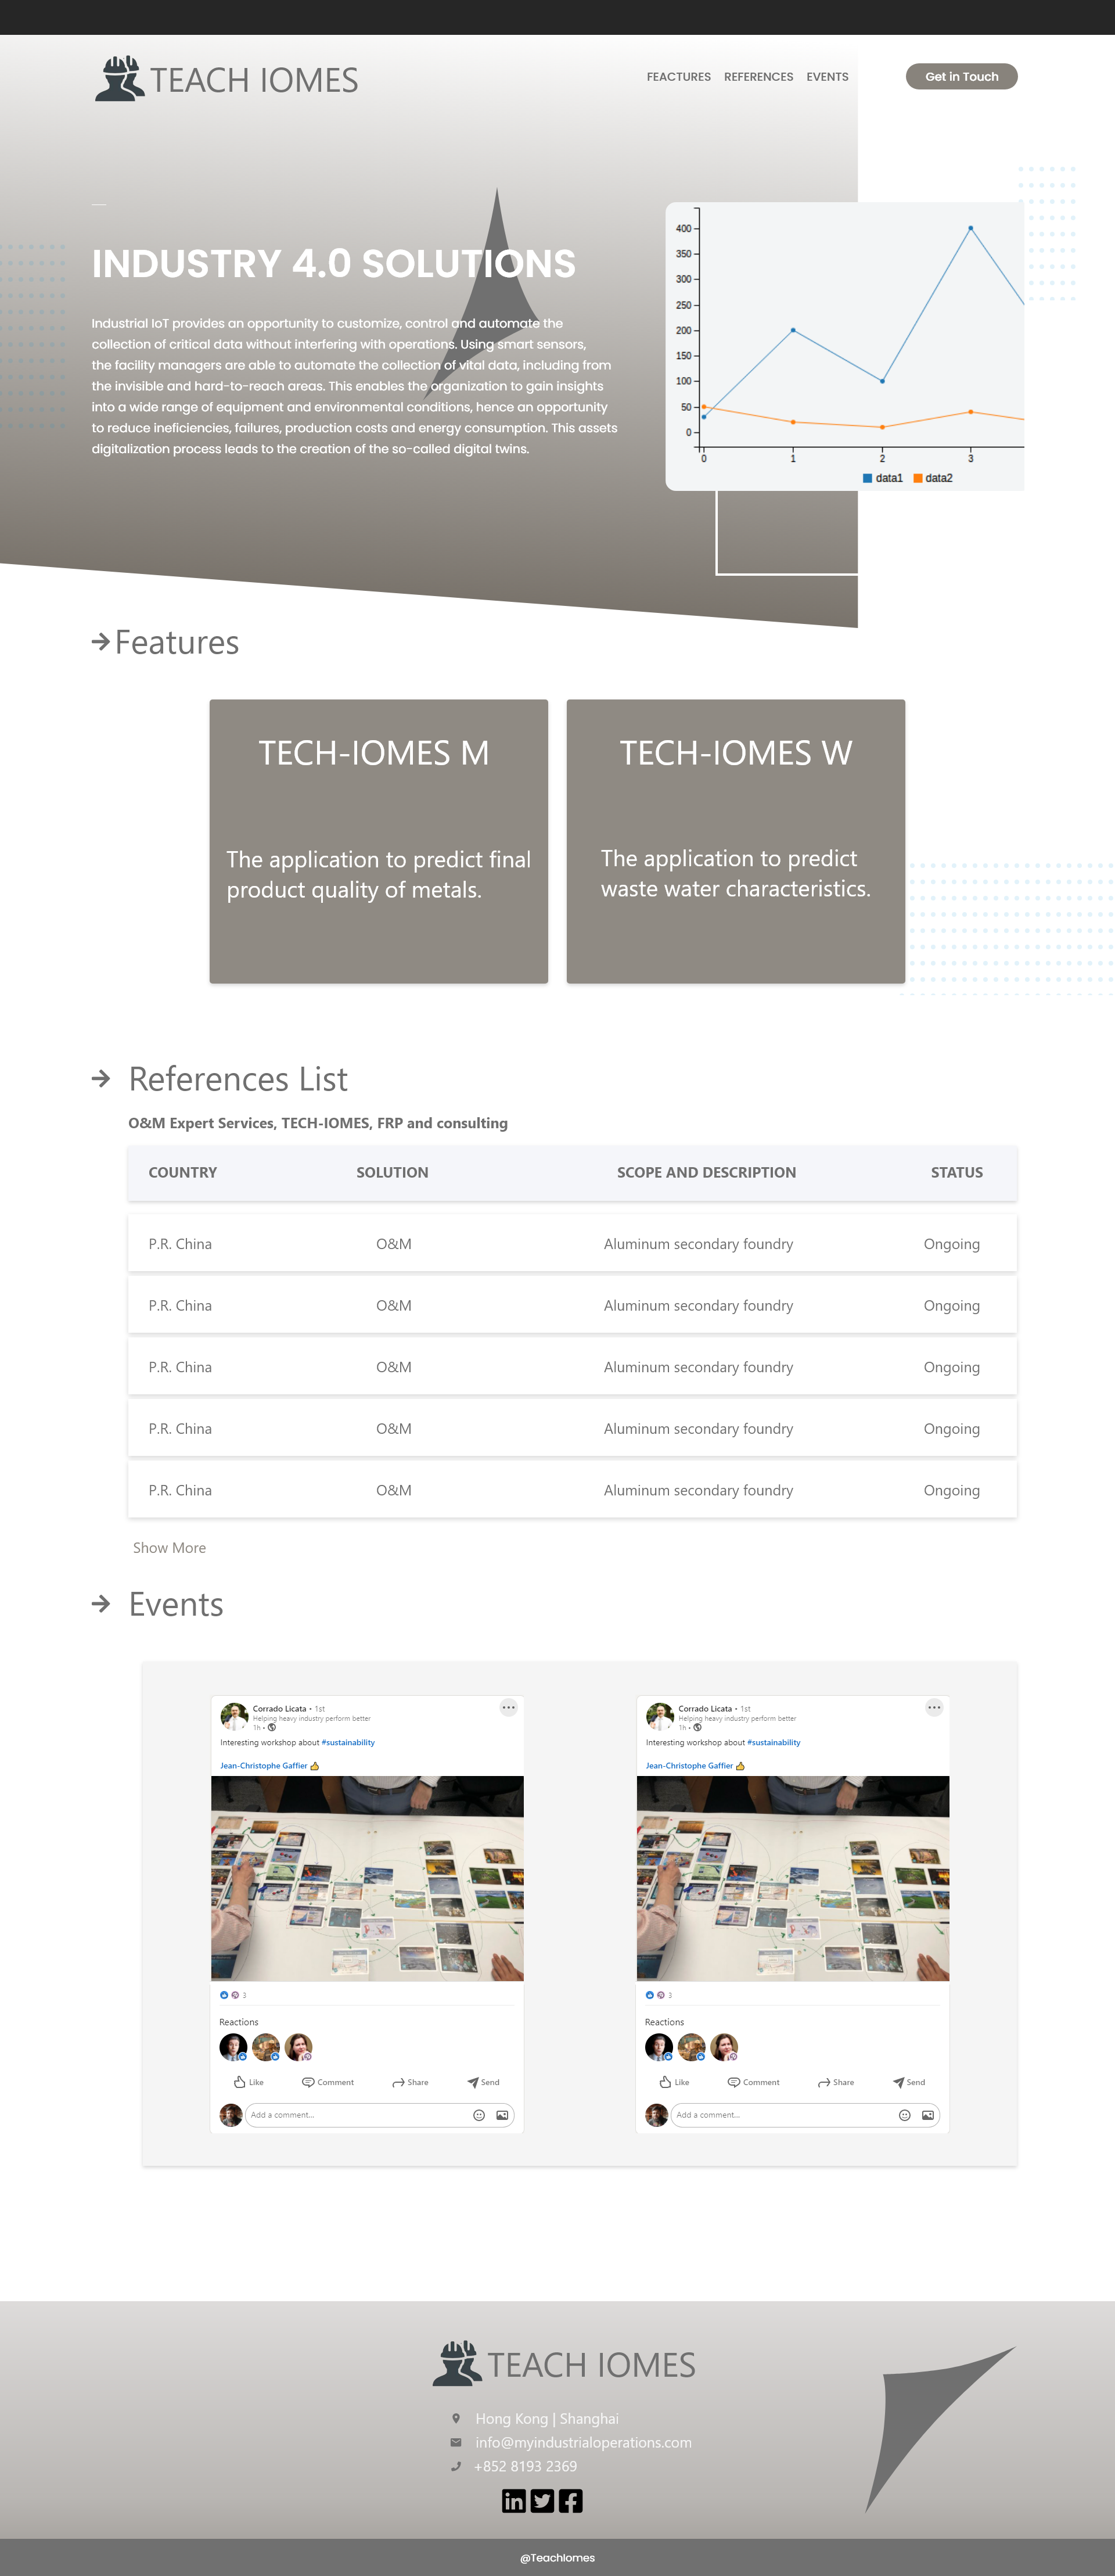 TEACH IOMES
FEACTURES REFERENCES EVENTS
Get in Touch
INDUSTRY 4.0 SOLUTIONS
Industrial IoT provides an opportunity to customize, control and automate the
collection of critical data without interfering with operations. Using smart sensors,
the facility managers are able to automate the collection of vital data, including from
the invisible and hard-to-reach areas. This enables the organization to gain insights
into a wide range of equipment and environmental conditions, hence an opportunity
to reduce ineficiencies, failures, production costs and energy consumption. This assets
digitalization process leads to the creation of the so-called digital twins.
400
350
300
250
200
150
100
50
0
0 1 2 3
data1 data2
Features
TECH-IOMES M
The application to predict final
product quality of metals.
TECH-IOMES W
The application to predict
waste water characteristics.
References List
O&M Expert Services, TECH-IOMES, FRP and consulting
COUNTRY SOLUTION SCOPE AND DESCRIPTION STATUS
P.R. China O&M Aluminum secondary foundry Ongoing
P.R. China O&M Aluminum secondary foundry Ongoing
P.R. China O&M Aluminum secondary foundry Ongoing
P.R. China O&M Aluminum secondary foundry Ongoing
P.R. China O&M Aluminum secondary foundry Ongoing
Show More
Events
Corrado Licata • 1st
Helping heavy industry perform better
1h •
Interesting workshop about #sustainability
Jean-Christophe Gaffier 👍
3
Reactions
Like Comment Share Send
Add a comment...
Corrado Licata • 1st
Helping heavy industry perform better
1h •
Interesting workshop about #sustainability
Jean-Christophe Gaffier 👍
3
Reactions
Like Comment Share Send
Add a comment...
TEACH IOMES
Hong Kong | Shanghai
info@myindustrialoperations.com
+852 8193 2369
in
@TeachIomes